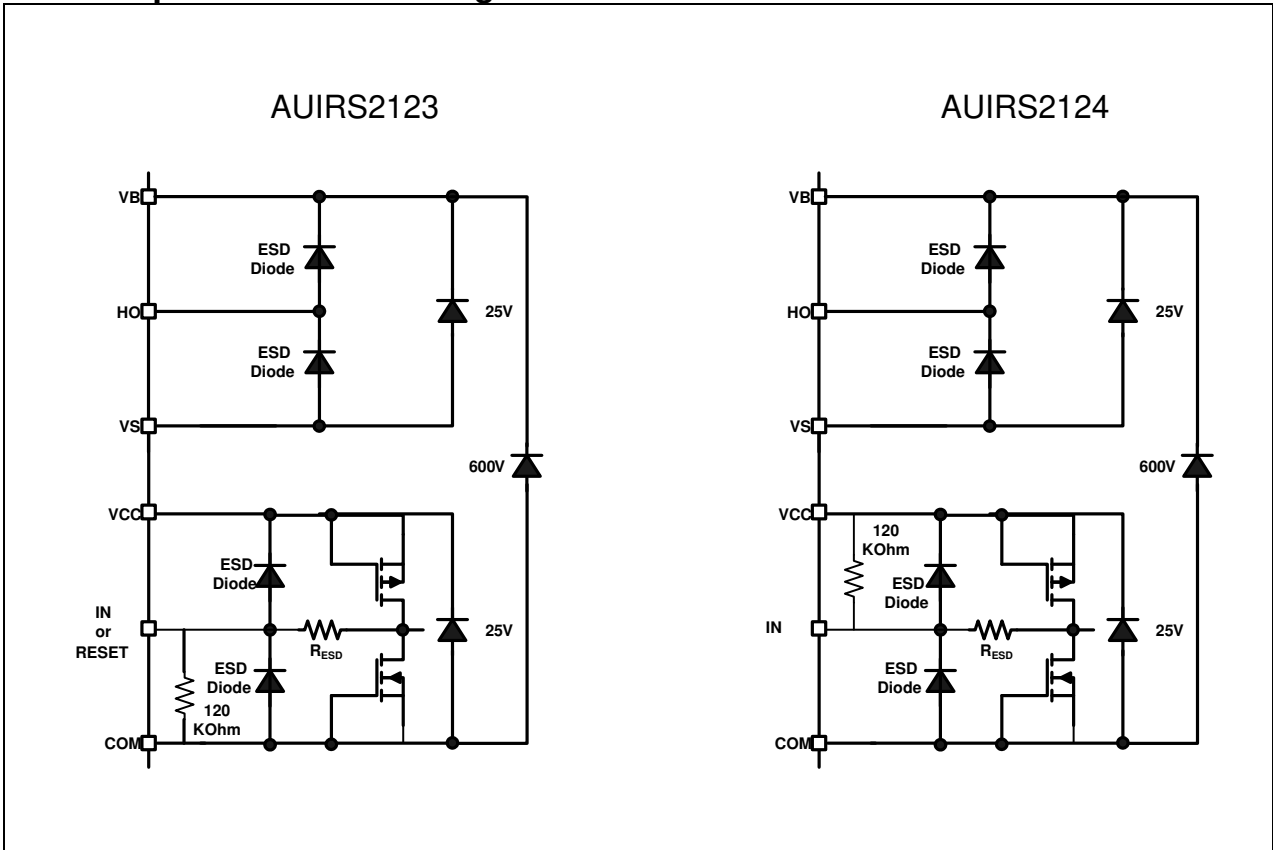 AUIRS2123
VB
ESD
Diode
HO
25V
ESD
Diode
VS
600V
VCC
ESD
Diode
IN
or
RESET
RESD
25V
ESD
Diode
120
KOhm
COM
AUIRS2124
VB
ESD
Diode
HO
25V
ESD
Diode
VS
600V
VCC
120
KOhm
ESD
Diode
IN
RESD
25V
ESD
Diode
COM